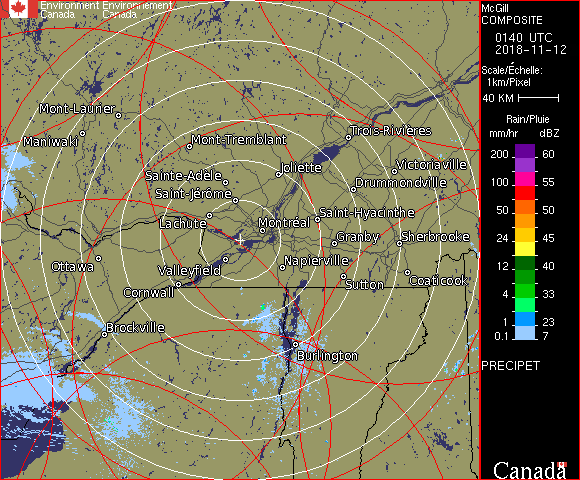 Environment Environnement
Canada Canada
McGill
COMPOSITE
0140 UTC
2018-11-12
Scale/Échelle:
1km/Pixel
40 KM
Rain/Pluie
mm/hr dBZ
200 60
155
100 55
50 50
24 45
12 40
4 33
1 23
0.1 7
PRECIPET
Canada
Mont-Laurier
Maniwaki
Mont-Tremblant
Trois-Rivières
Sainte-Adèle
Joliette
Victoriaville
Saint-Jérôme
Drummondville
Lachute
Montréal
Saint-Hyacinthe
Granby
Sherbrooke
Ottawa
Valleyfield
Napierville
Cornwall
Sutton
Coaticook
Brockville
Burlington